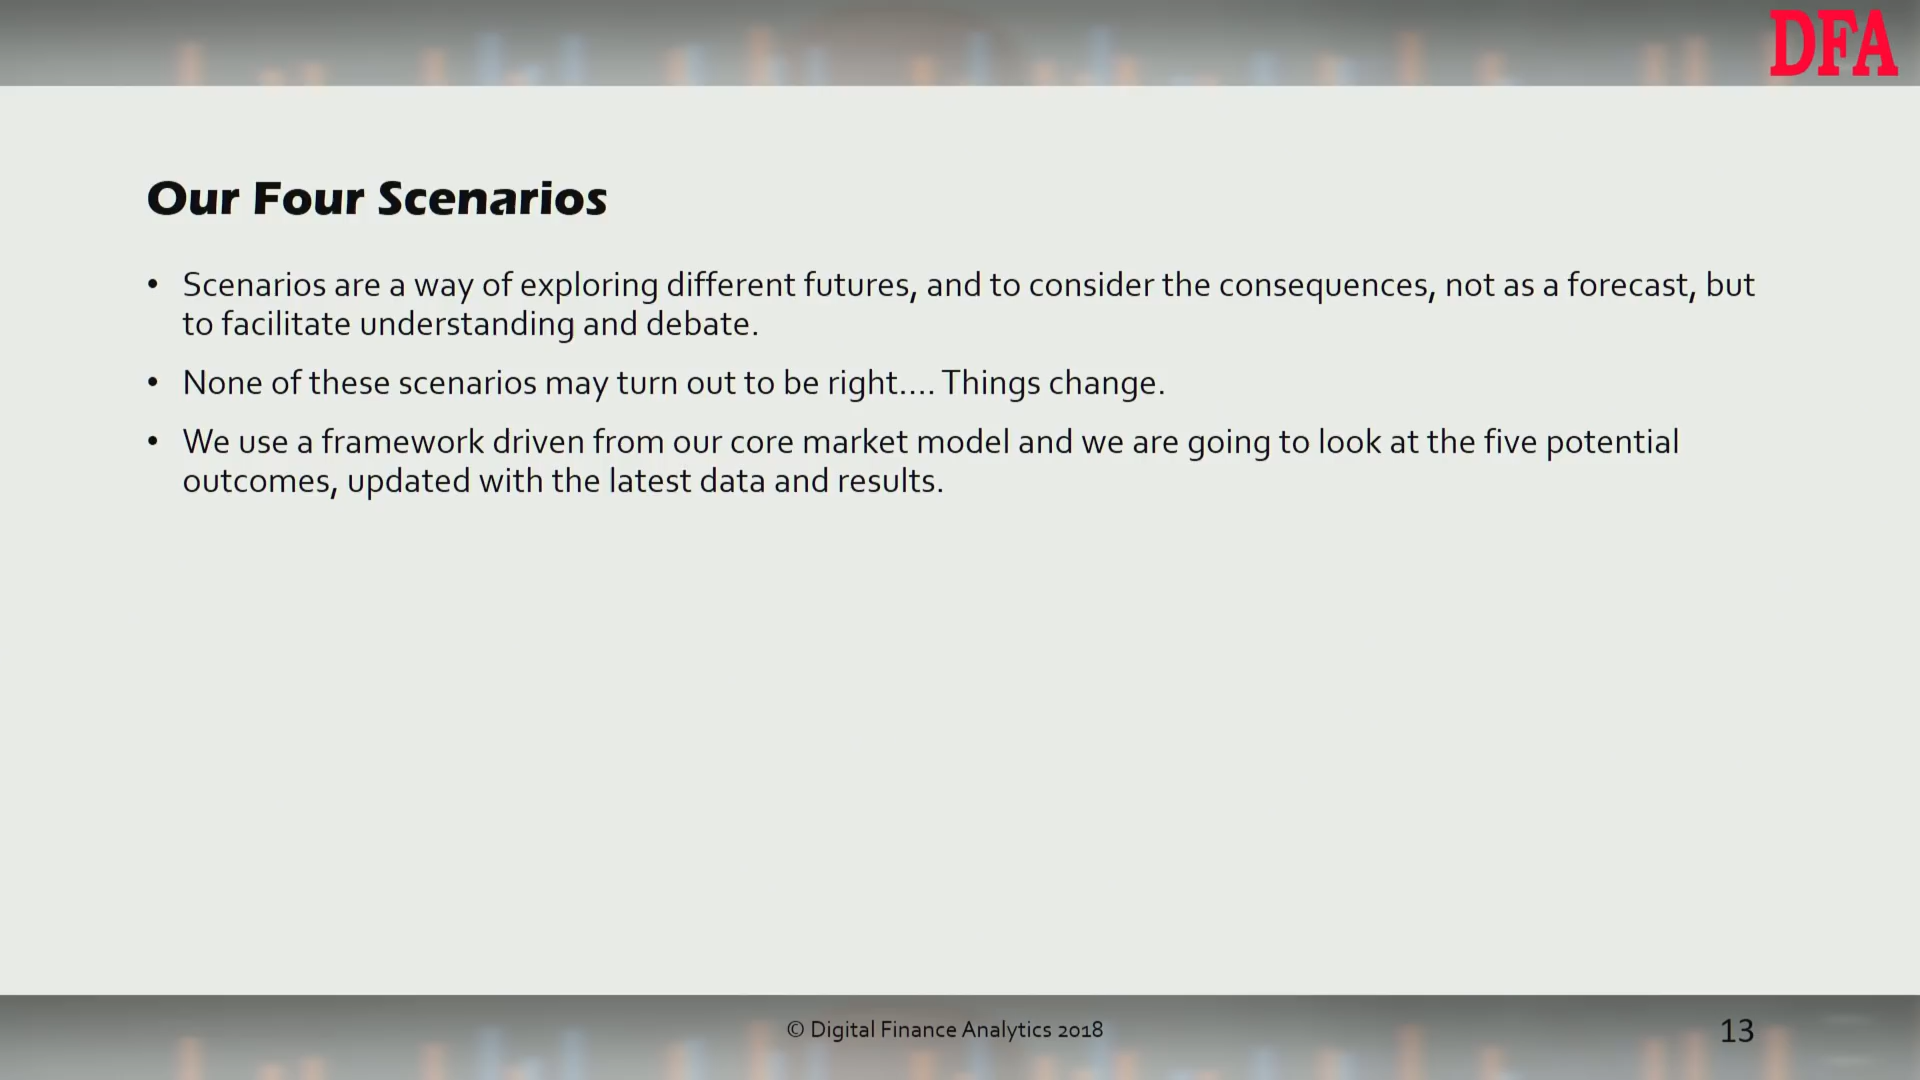 DFA
Our Four Scenarios
• Scenarios are a way of exploring different futures, and to consider the consequences, not as a forecast, but
to facilitate understanding and debate.
• None of these scenarios may turn out to be right.... Things change.
• We use a framework driven from our core market model and we are going to look at the five potential
outcomes, updated with the latest data and results.
© Digital Finance Analytics 2018
13